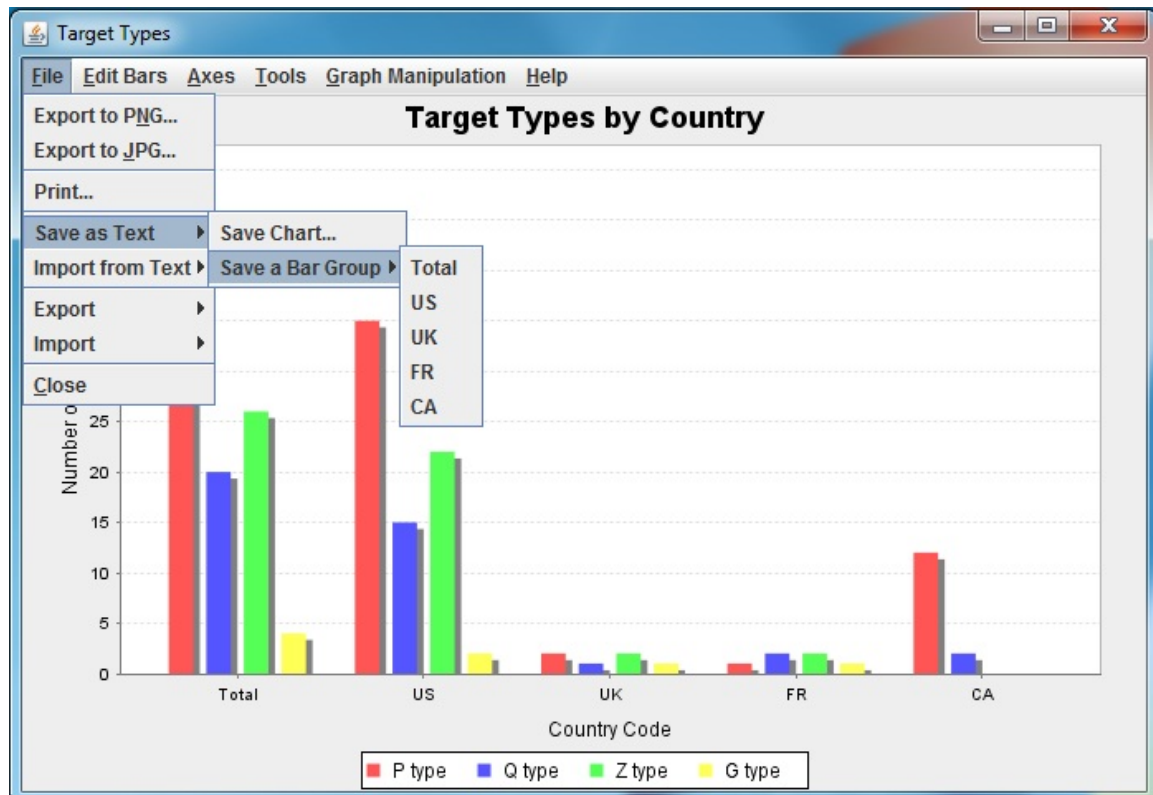 Target Types
File Edit Bars Axes Tools Graph Manipulation Help
Target Types by Country
Export to PNG...
Export to JPG...
Print...
Save as Text
Import from Text
Export
Import
Close
Save Chart...
Save a Bar Group
Total
US
UK
FR
CA
Number o
25
20
15
10
5
0
Total US UK FR CA
Country Code
P type Q type Z type G type